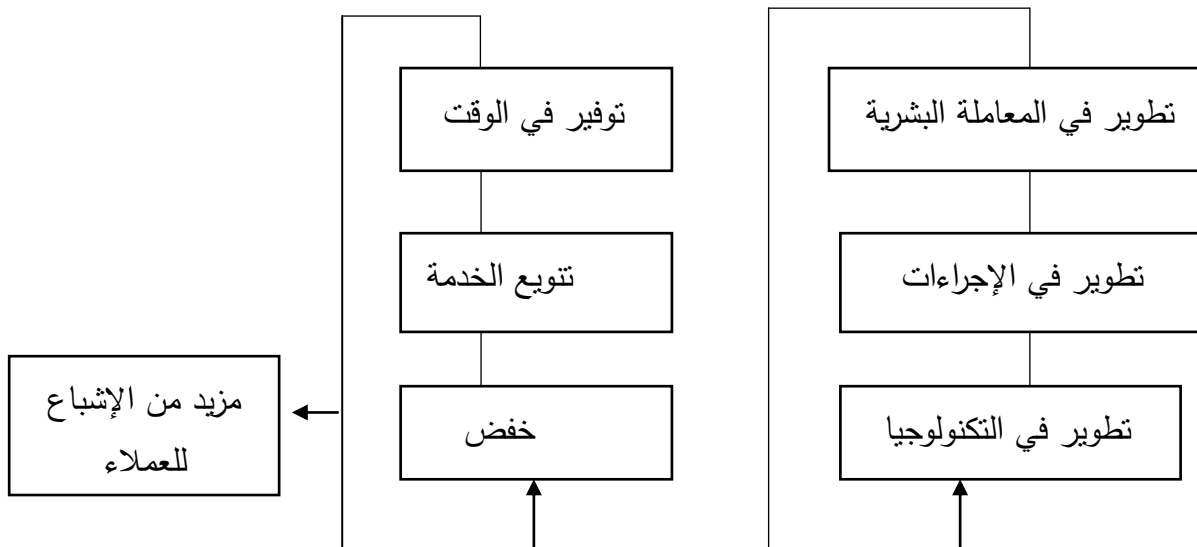 تطوير في المعاملة البشرية
تطوير في الإجراءات
تطوير في التكنولوجيا
توفير في الوقت
تنويع الخدمة
خفض
مزيد من الإشباع
للعملاء